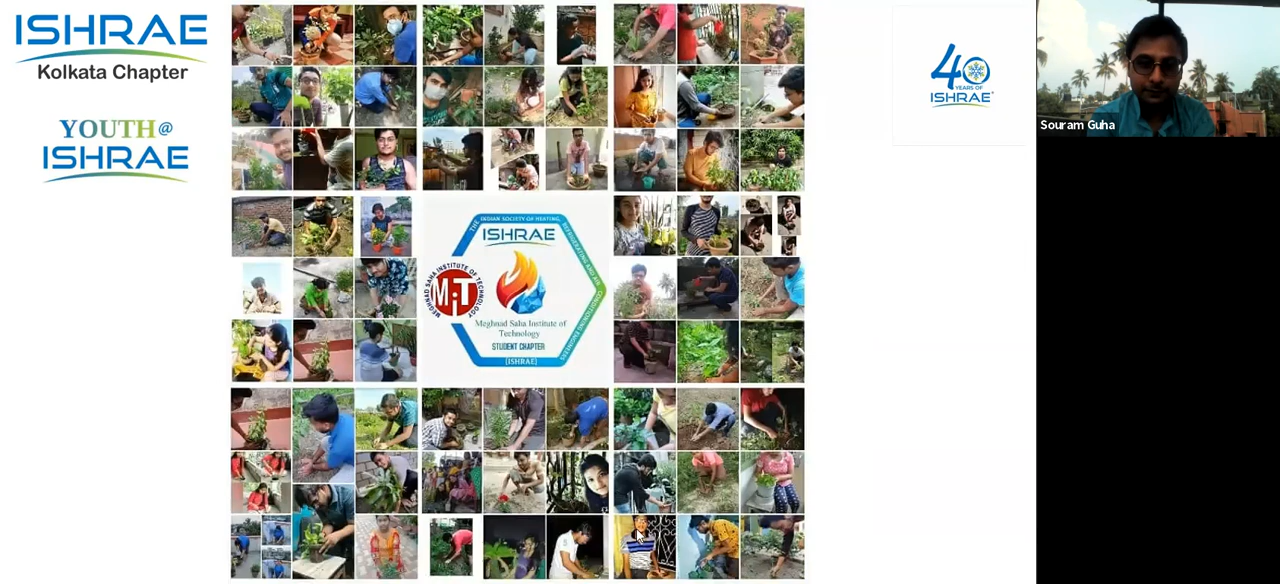 ISHRAE
Kolkata Chapter
YOUTH@
ISHRAE
40
YEARS OF
ISHRAE
Souram Guha
THE INDIAN SOCIETY OF HEATING, REFRIGERATING AND AIR-CONDITIONING ENGINEERS
ISHRAE
MEGHNAD SAHA INSTITUTE OF TECHNOLOGY
MiT
Meghnad Saha Institute of
Technology
STUDENT CHAPTER
[ISHRAE]